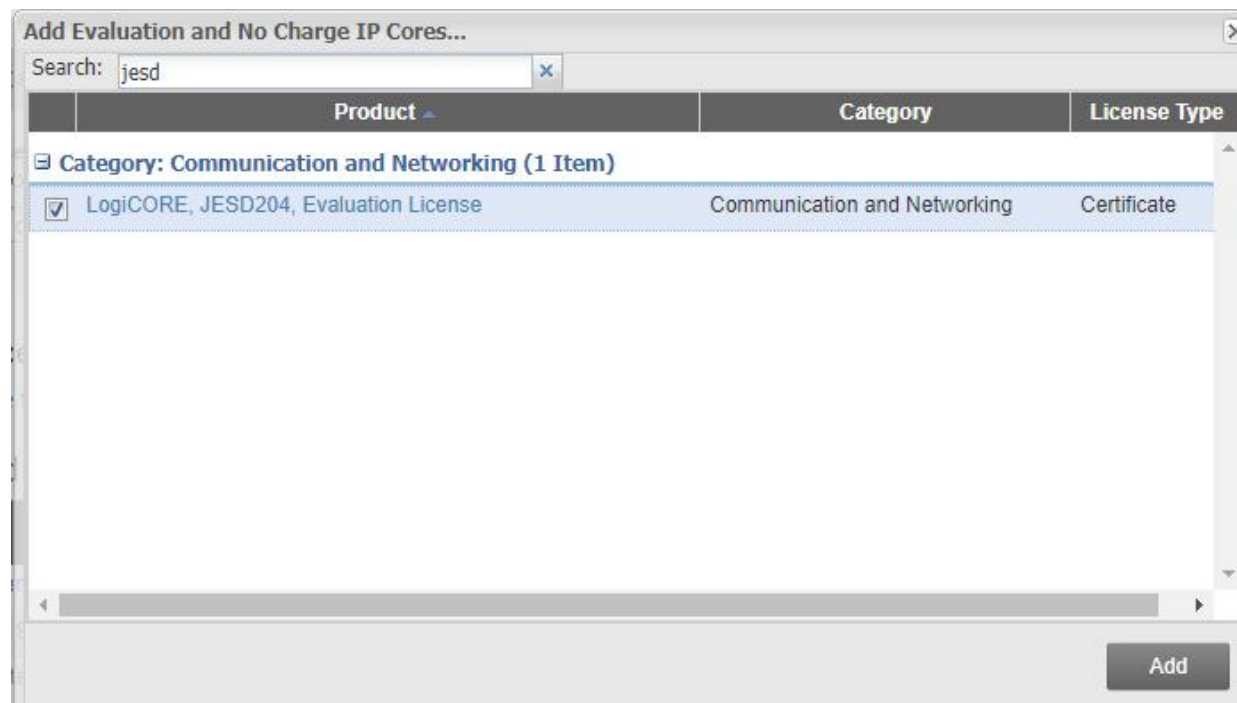 Add Evaluation and No Charge IP Cores...
Search: jesd
Product Category License Type
Category: Communication and Networking (1 Item)
LogiCORE, JESD204, Evaluation License Communication and Networking Certificate
Add